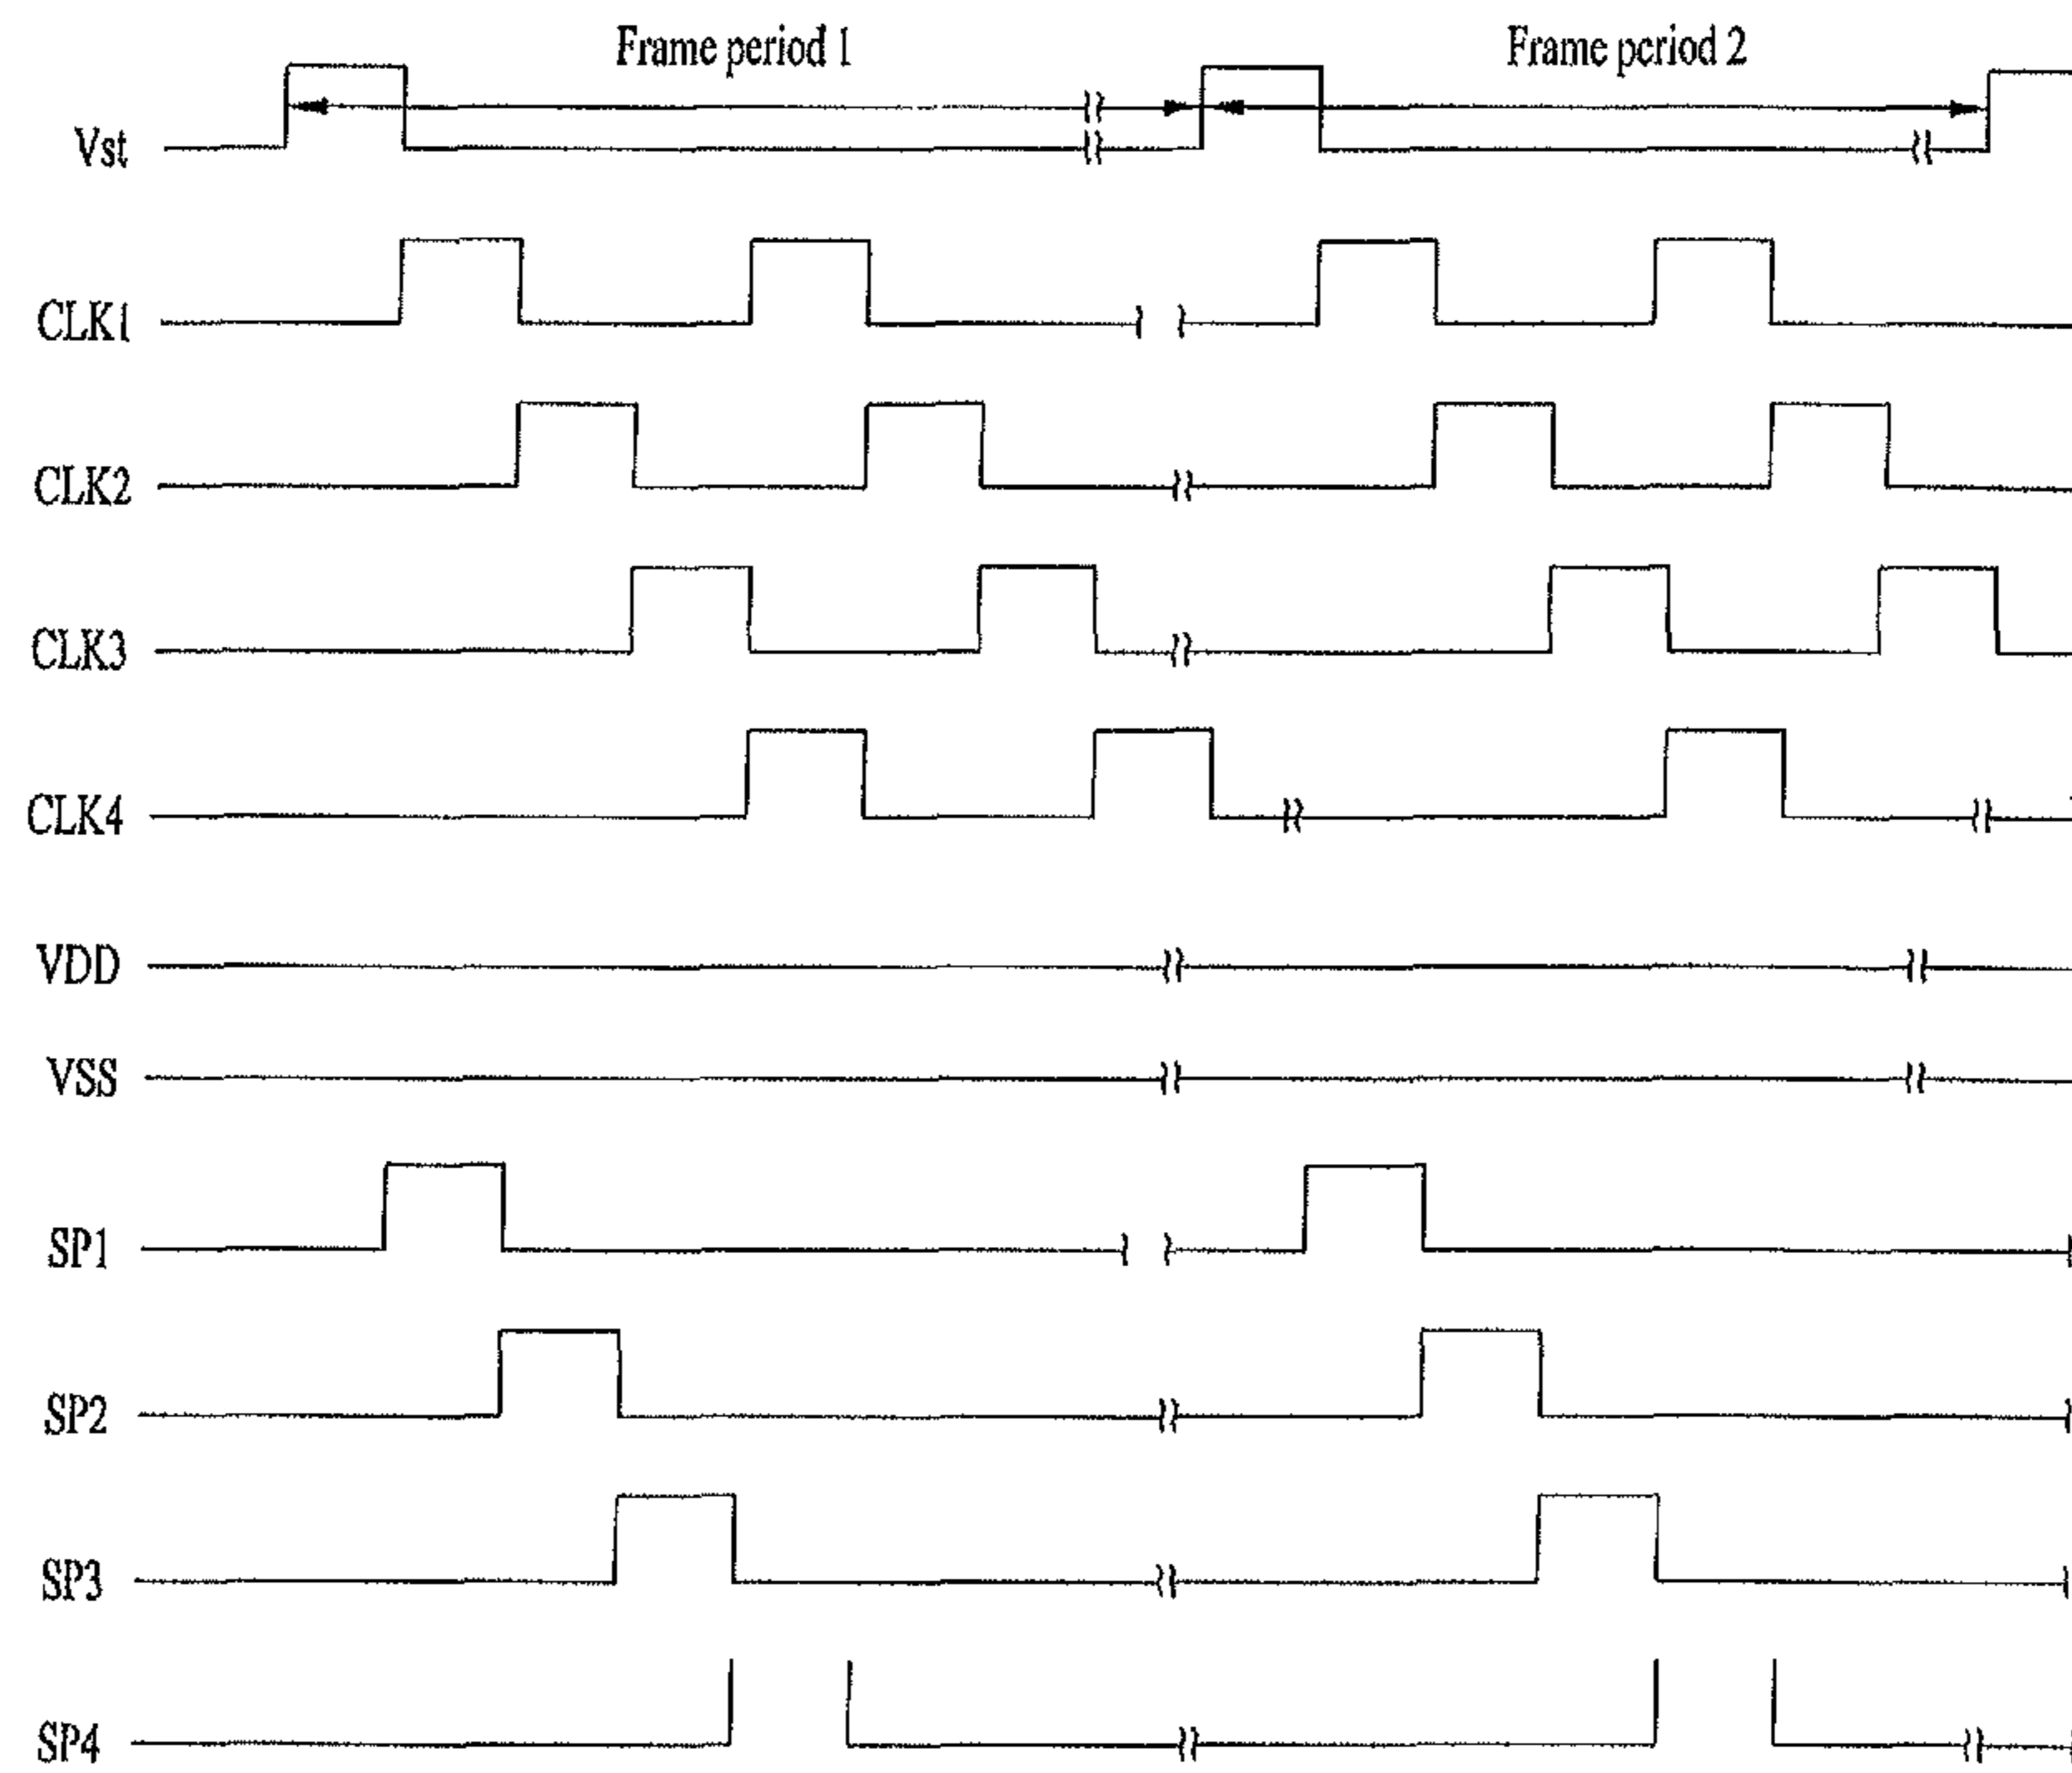 Frame period 1
Frame period 2
Vst
CLK1
CLK2
CLK3
CLK4
VDD
VSS
SP1
SP2
SP3
SP4